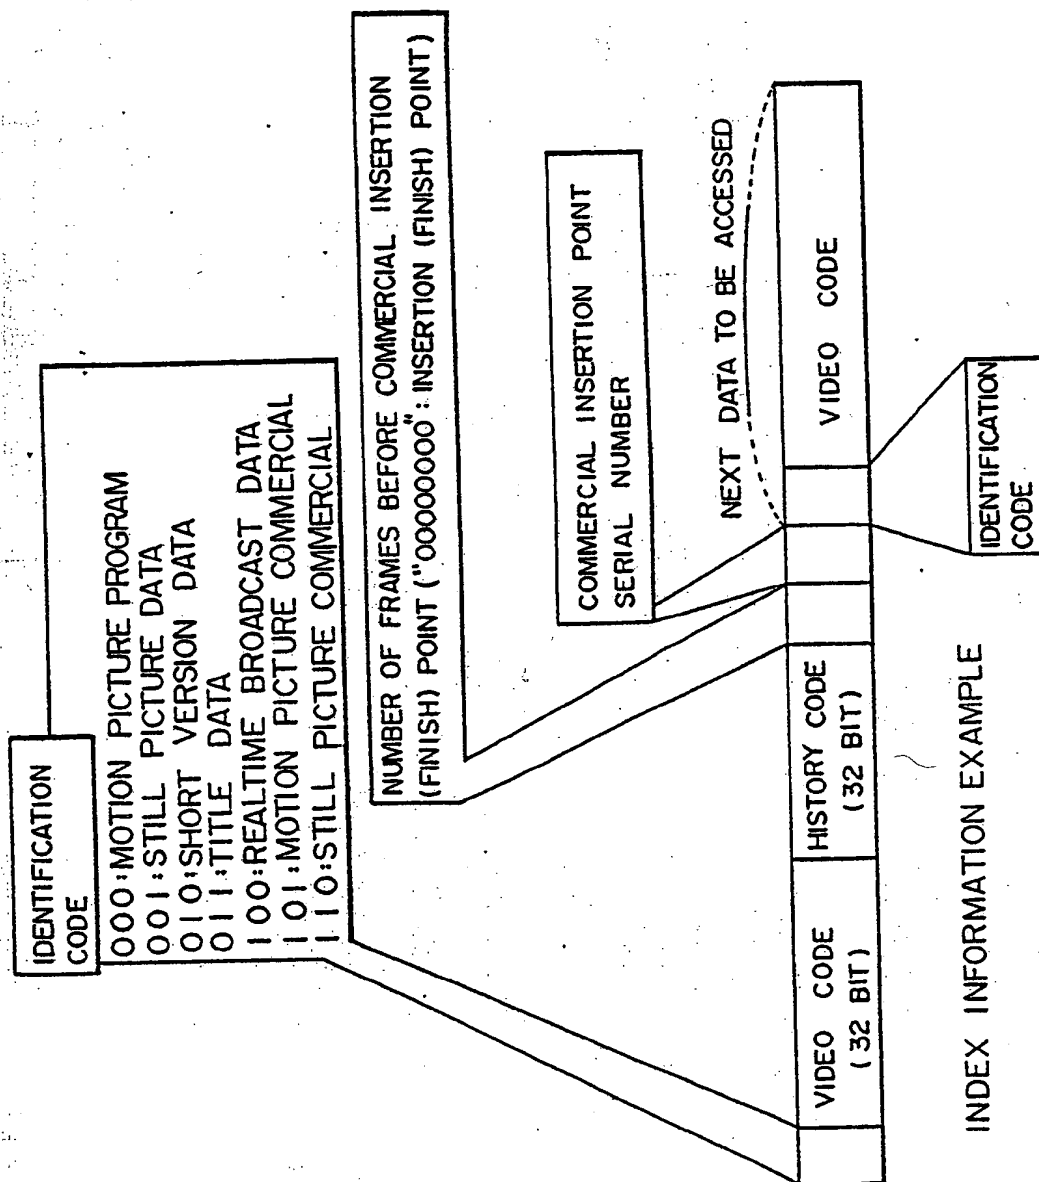 IDENTIFICATION
CODE
000:MOTION PICTURE PROGRAM
001:STILL PICTURE DATA
010:SHORT VERSION DATA
011:TITLE DATA
100:REALTIME BROADCAST DATA
101:MOTION PICTURE COMMERCIAL
110:STILL PICTURE COMMERCIAL
NUMBER OF FRAMES BEFORE COMMERCIAL INSERTION
(FINISH) POINT ("0000000": INSERTION (FINISH) POINT)
COMMERCIAL INSERTION POINT
SERIAL NUMBER
NEXT DATA TO BE ACCESSED
VIDEO CODE
(32 BIT)
HISTORY CODE
(32 BIT)
VIDEO CODE
IDENTIFICATION
CODE
INDEX INFORMATION EXAMPLE